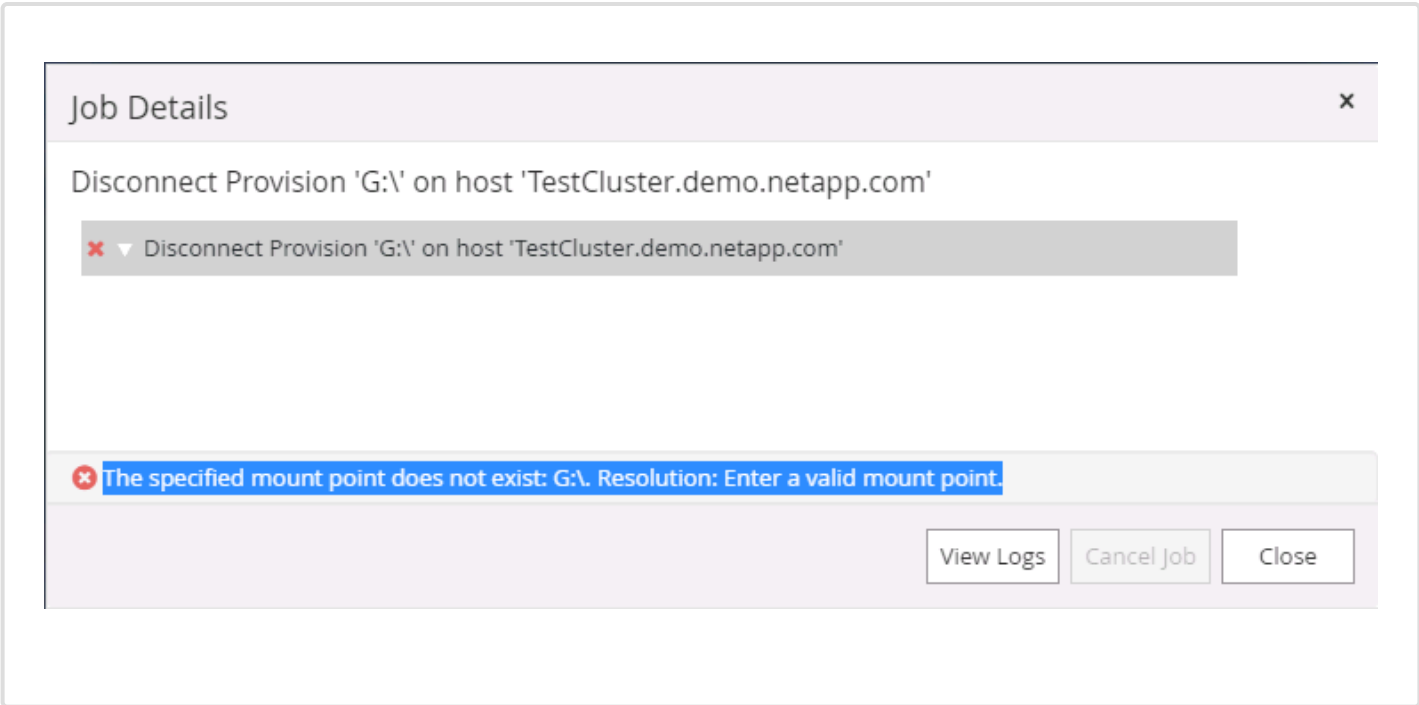 Job Details
Disconnect Provision 'G:\' on host 'TestCluster.demo.netapp.com'
Disconnect Provision 'G:\' on host 'TestCluster.demo.netapp.com'
The specified mount point does not exist: G:\. Resolution: Enter a valid mount point.
View Logs Cancel Job Close